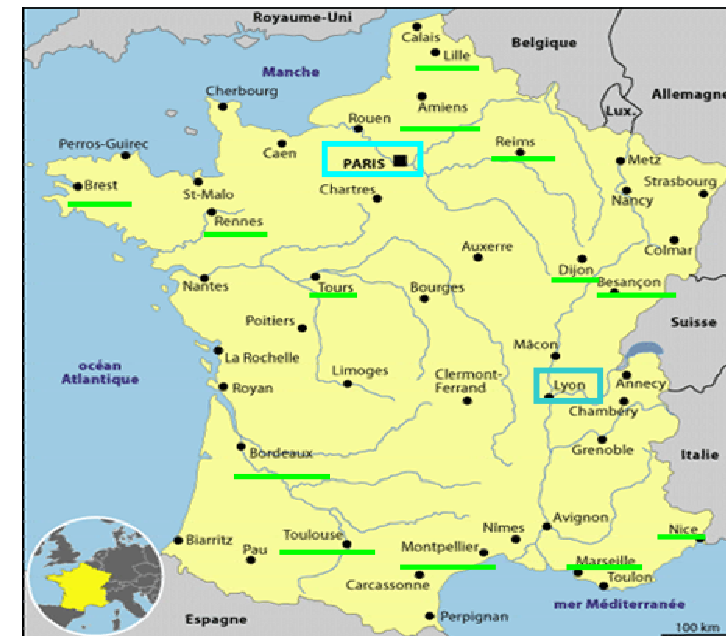 Royaume-Uni
Calais
Lille
Belgique
Manche
Allemagne
Cherbourg
Amiens
Lux.
Rouen
Perros-Guirec
Caen
Reims
PARIS
Metz
Brest
St-Malo
Chartres
Strasbourg
Nancy
Rennes
Auxerre
Colmar
Dijon
Nantes
Tours
Bourges
Besançon
Poitiers
Suisse
océan
Atlantique
La Rochelle
Mâcon
Limoges
Clermont-
Ferrand
Lyon
Annecy
Royan
Chambéry
Bordeaux
Grenoble
Italie
Biarritz
Pau
Toulouse
Montpellier
Nîmes
Avignon
Nice
Marseille
Carcassonne
Toulon
mer Méditerranée
Espagne
Perpignan
100 km